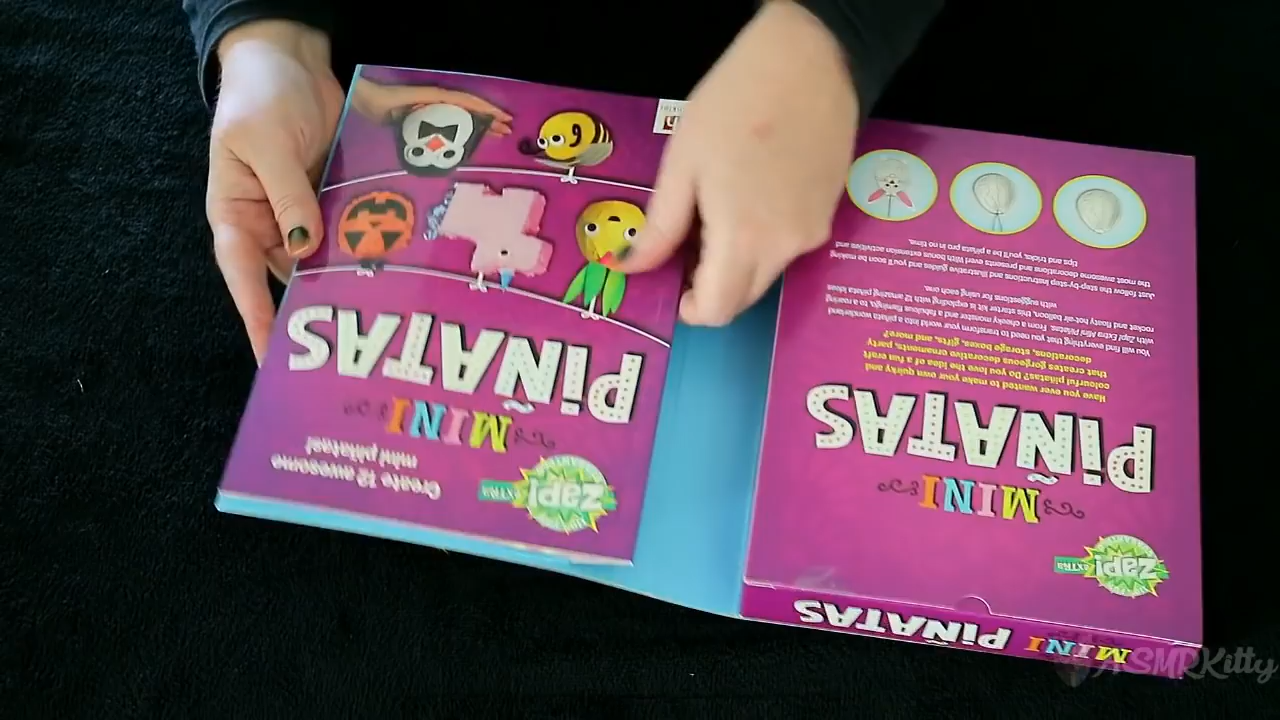 Zap!
EXTRA
Create 12 awesome
mini piñatas!
MINI
PiÑATAS
Zap!
EXTRA
MINI
PiÑATAS
Have you ever wanted to make your own quirky and
colourful piñatas? Do you love the idea of a fun craft
that creates gorgeous decorative ornaments, party
decorations, storage boxes, gifts, and more?
You will find everything that you need to transform your world into a piñata wonderland
with Zap! Extra Mini Piñatas. From a cheeky monster and a fabulous flamingo, to a roaring
rocket and floaty hot-air balloon, this starter kit is exploding with 12 amazing piñata ideas
with suggestions for using each one.
Just follow the step-by-step instructions and illustrative guides and you'll soon be making
the most awesome decorations and presents ever! With bonus extension activities and
tips and tricks, you'll be a piñata pro in no time.
MINI PiÑATAS
ASMRKitty